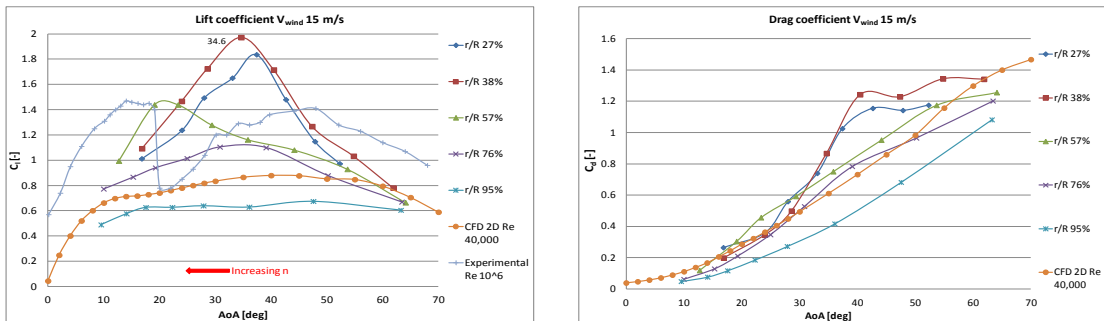 Lift coefficient Vwind 15 m/s
2
1.8
1.6
1.4
1.2
1
0.8
0.6
0.4
0.2
0
Cl[-]
34.6
Increasing n
0 10 20 30 40 50 60 70
AoA [deg]
r/R 27%
r/R 38%
r/R 57%
r/R 76%
r/R 95%
CFD 2D Re
40,000
Experimental
Re 10^6
Drag coefficient Vwind 15 m/s
1.6
1.4
1.2
1
0.8
0.6
0.4
0.2
0
Cd[-]
0 10 20 30 40 50 60 70
AoA [deg]
r/R 27%
r/R 38%
r/R 57%
r/R 76%
r/R 95%
CFD 2D Re
40,000